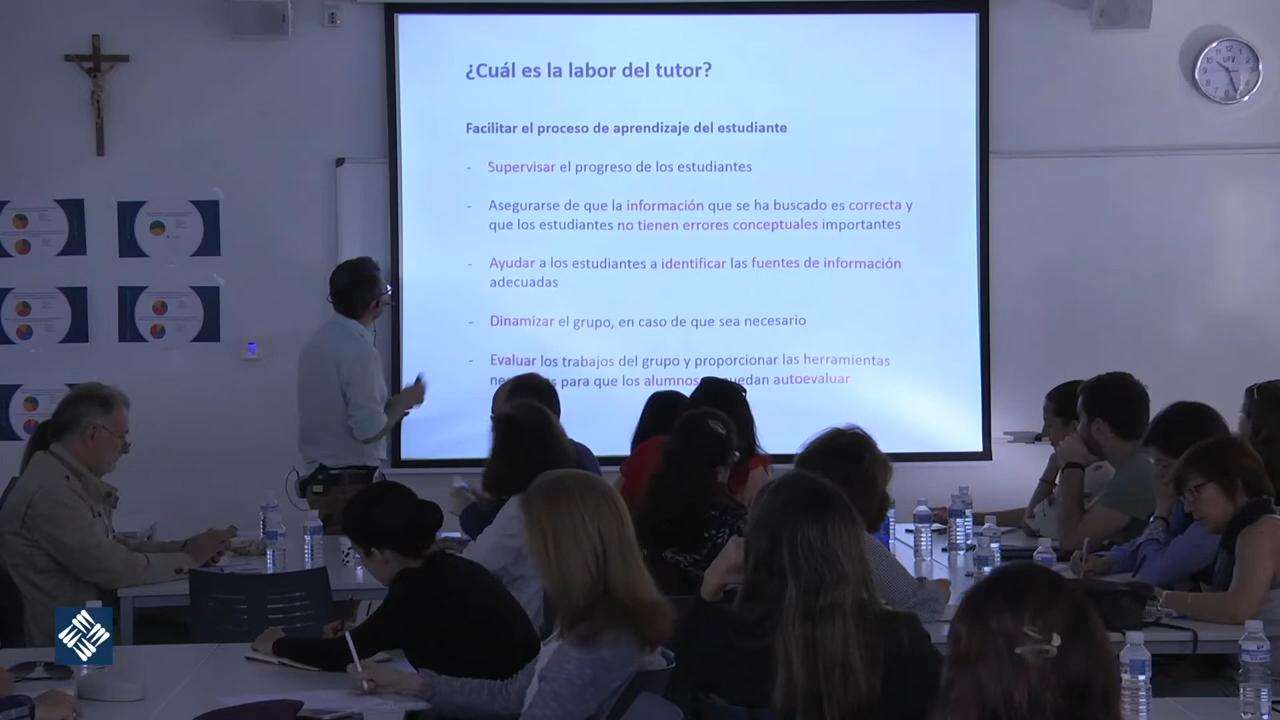 ¿Cuál es la labor del tutor?
Facilitar el proceso de aprendizaje del estudiante
- Supervisar el progreso de los estudiantes
- Asegurarse de que la información que se ha buscado es correcta y
que los estudiantes no tienen errores conceptuales importantes
- Ayudar a los estudiantes a identificar las fuentes de información
adecuadas
- Dinamizar el grupo, en caso de que sea necesario
- Evaluar los trabajos del grupo y proporcionar las herramientas
para que los alumnos autoevaluar
UFV